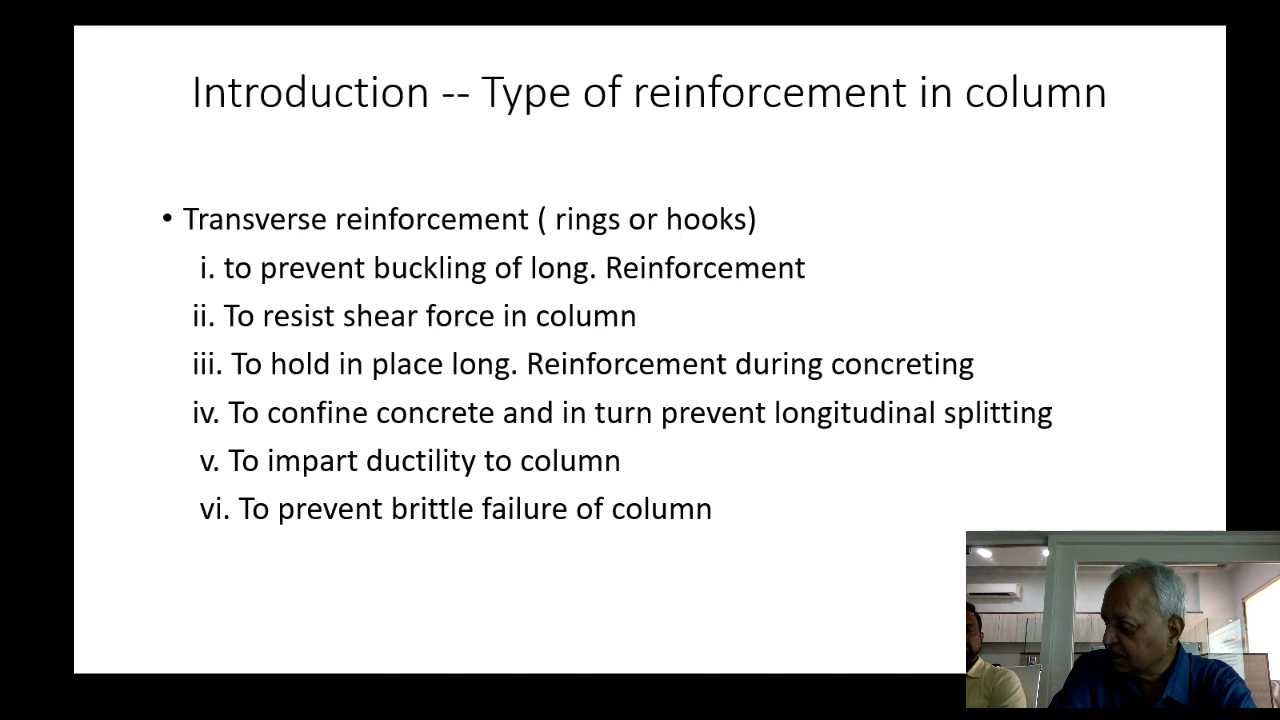 Introduction -- Type of reinforcement in column
• Transverse reinforcement ( rings or hooks)
i. to prevent buckling of long. Reinforcement
ii. To resist shear force in column
iii. To hold in place long. Reinforcement during concreting
iv. To confine concrete and in turn prevent longitudinal splitting
v. To impart ductility to column
vi. To prevent brittle failure of column